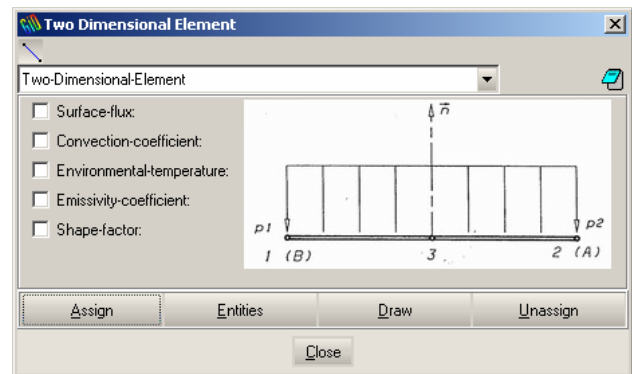 Two Dimensional Element
Two-Dimensional-Element
Surface-flux:
Convection-coefficient:
Environmental-temperature:
Emissivity-coefficient:
Shape-factor:
n
p1
p2
1 (B)
3
2 (A)
Assign
Entities
Draw
Unassign
Close